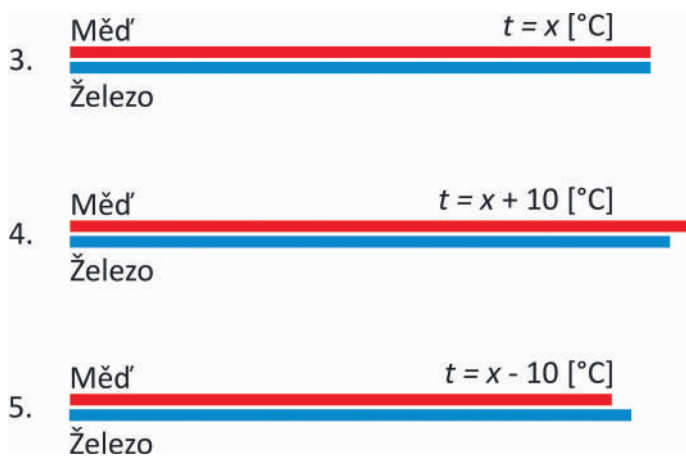 Měď t = x [°C]
3.
Železo
Měď t = x + 10 [°C]
4.
Železo
Měď t = x - 10 [°C]
5.
Železo